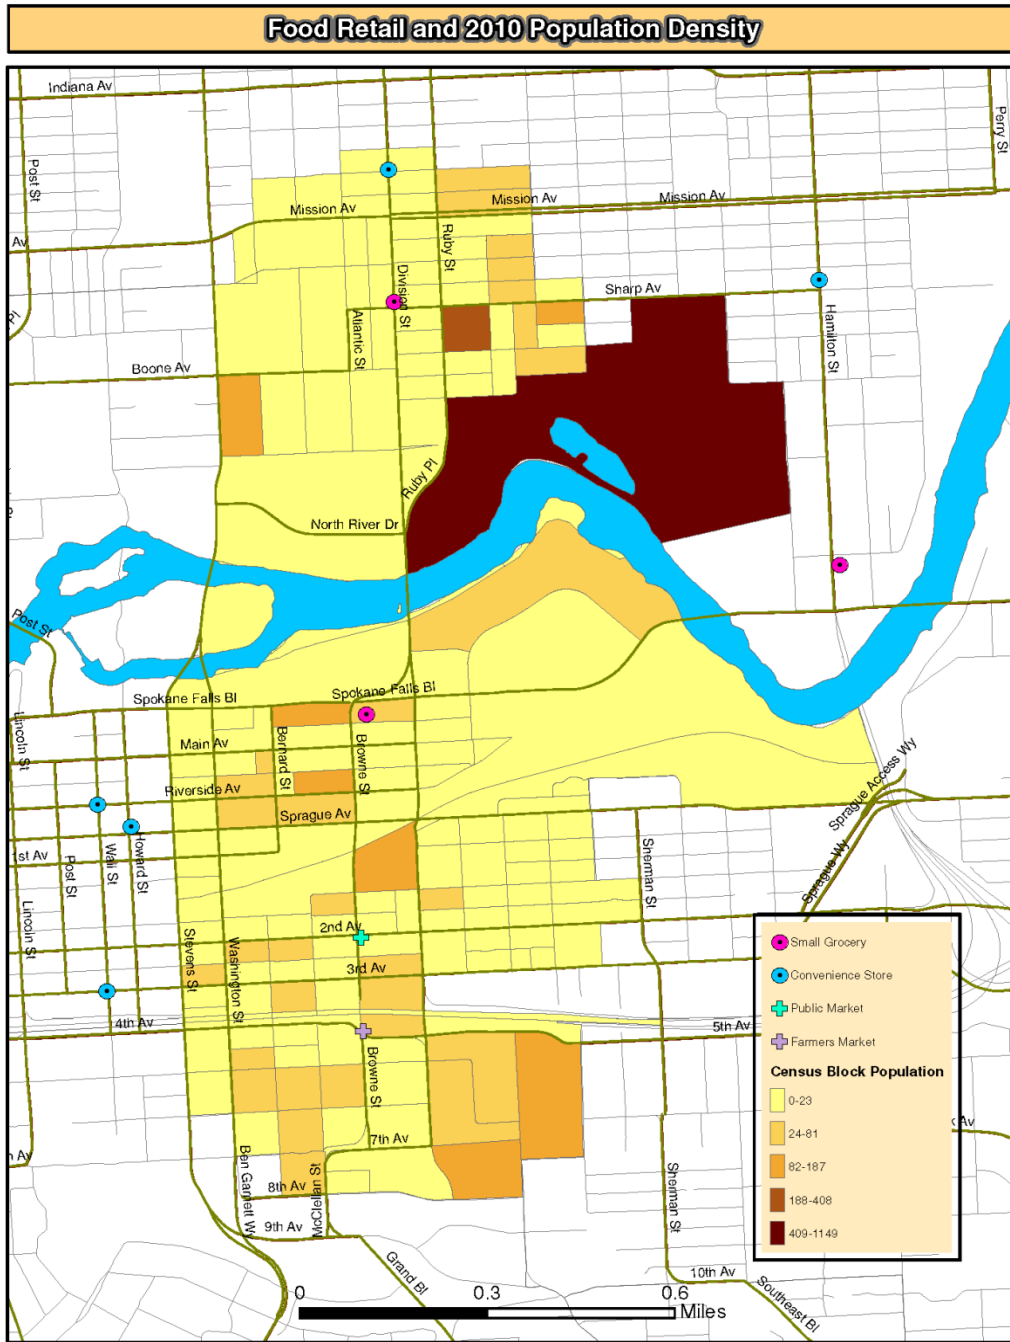 Food Retail and 2010 Population Density
Indiana Av
Perry St
Post St
Mission Av
Mission Av
Mission Av
Av
Ruby St
Division St
Sharp Av
Pl
Atlantic St
Hamilton St
Boone Av
Ruby Pl
North River Dr
Post St
Spokane Falls Bl
Spokane Falls Bl
Lincoln St
Main Av
Bernard St
Browne St
Riverside Av
Sprague Av
Sprague Access Wy
1st Av
Post St
Wall St
Howard St
Sherman St
Sprague Wy
Lincoln St
2nd Av
Stevens St
Washington St
3rd Av
4th Av
5th Av
Browne St
7th Av
Av
Av
Ben Garnett Wy
8th Av
McClellan St
Sherman St
9th Av
Grand Bl
10th Av
Southeast Bl
Small Grocery
Convenience Store
Public Market
Farmers Market
Census Block Population
0-23
24-81
82-187
188-408
409-1149
0 0.3 0.6
Miles